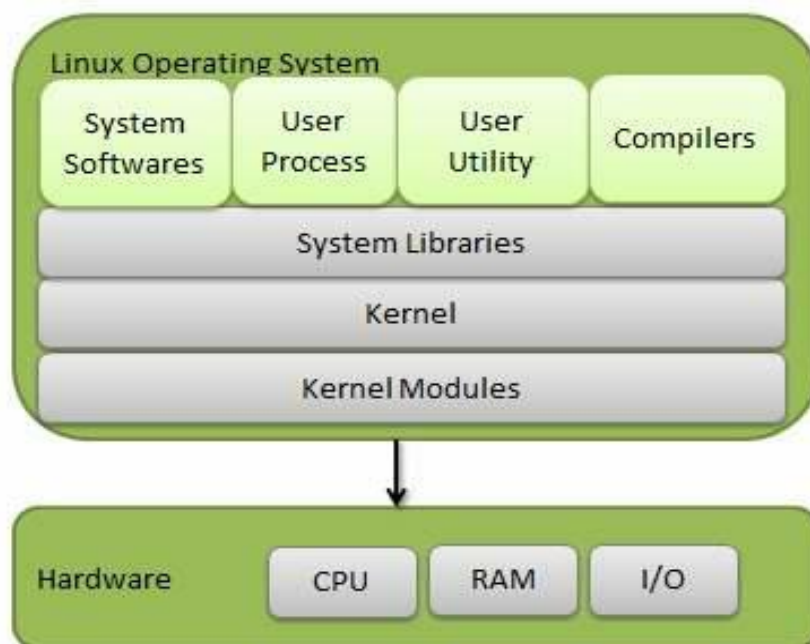 Linux Operating System
System
Softwares
User
Process
User
Utility
Compilers
System Libraries
Kernel
Kernel Modules
Hardware
CPU
RAM
I/O